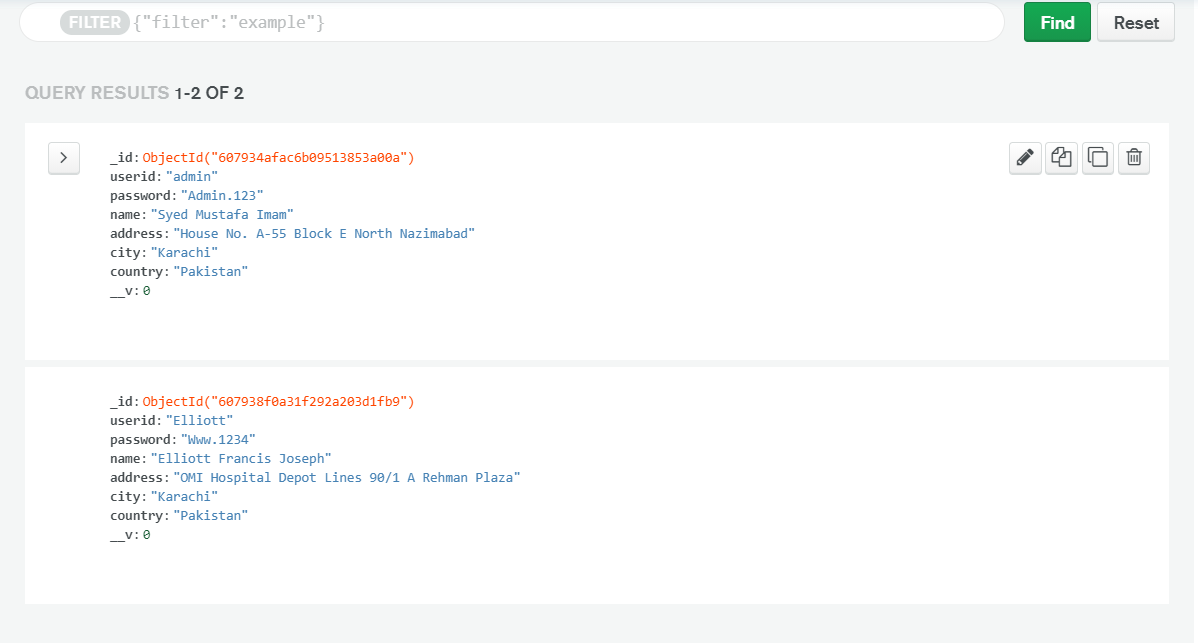 FILTER {"filter":"example"} Find Reset
QUERY RESULTS 1-2 OF 2
_id: ObjectId("607934afac6b09513853a00a")
userid: "admin"
password: "Admin.123"
name: "Syed Mustafa Imam"
address: "House No. A-55 Block E North Nazimabad"
city: "Karachi"
country: "Pakistan"
__v: 0
_id: ObjectId("607938f0a31f292a203d1fb9")
userid: "Elliott"
password: "Www.1234"
name: "Elliott Francis Joseph"
address: "OMI Hospital Depot Lines 90/1 A Rehman Plaza"
city: "Karachi"
country: "Pakistan"
__v: 0